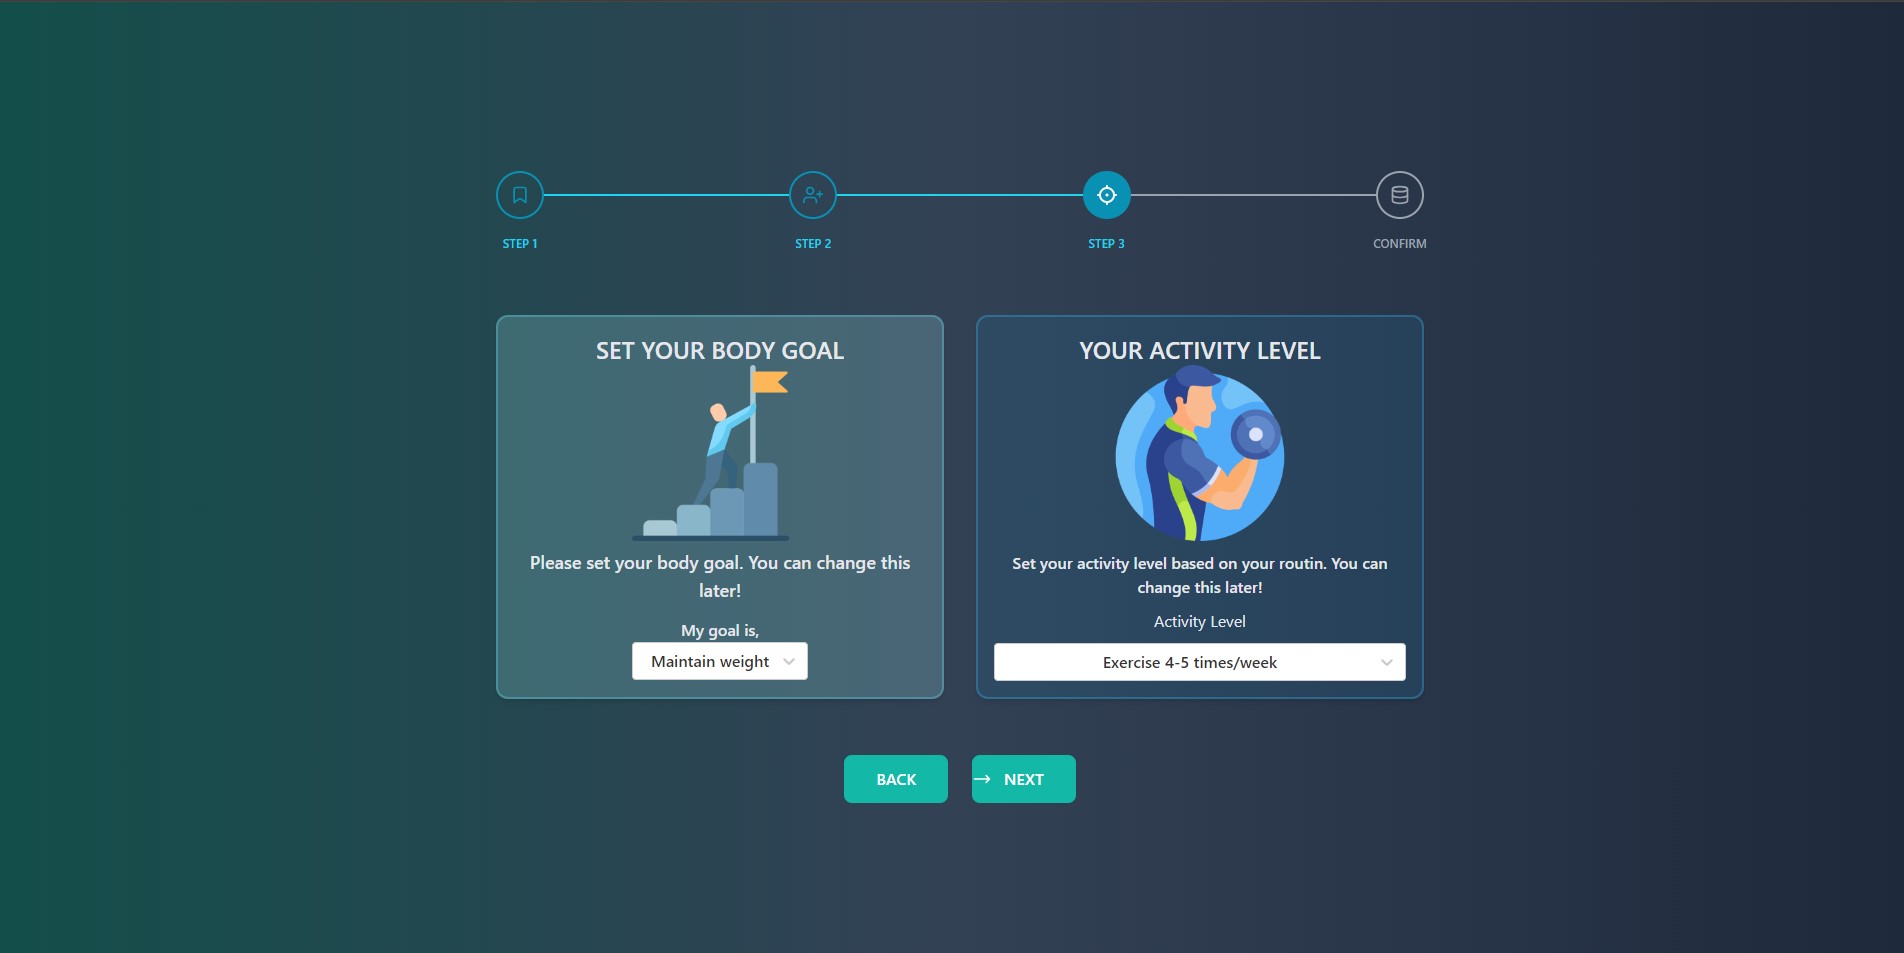 STEP 1
STEP 2
STEP 3
CONFIRM
SET YOUR BODY GOAL
Please set your body goal. You can change this
later!
My goal is,
Maintain weight
YOUR ACTIVITY LEVEL
Set your activity level based on your routin. You can
change this later!
Activity Level
Exercise 4-5 times/week
BACK
NEXT